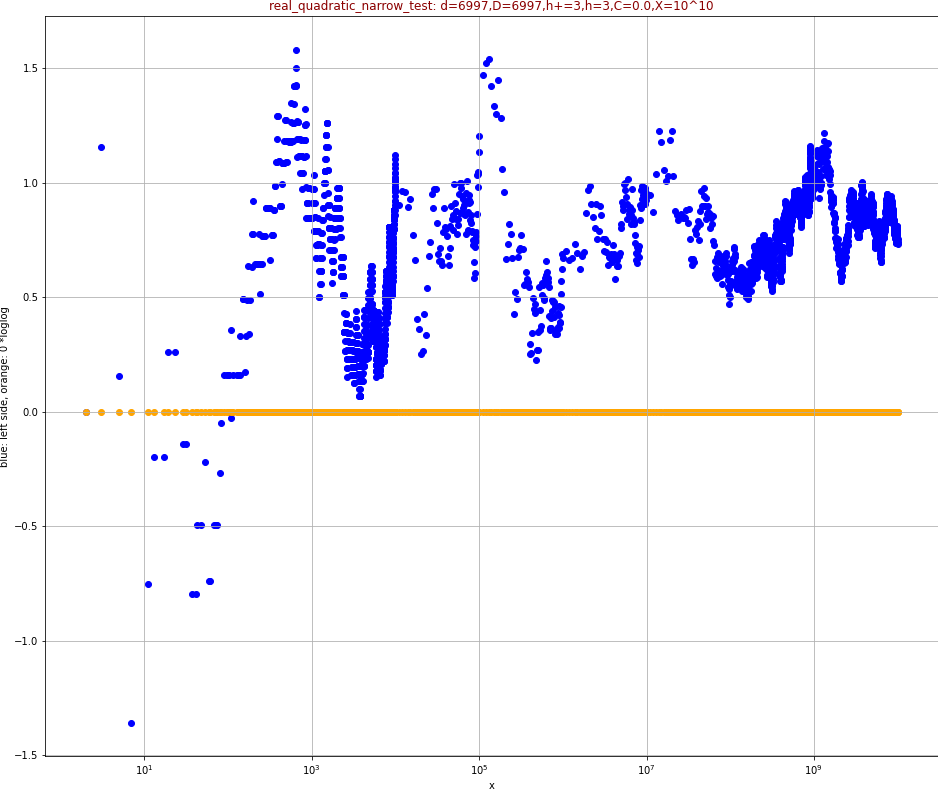 real_quadratic_narrow_test: d=6997,D=6997,h+=3,h=3,C=0.0,X=10^10
blue: left side, orange: 0 *loglog
1.5
1.0
0.5
0.0
−0.5
−1.0
−1.5
10¹ 10³ 10⁵ 10⁷ 10⁹
x